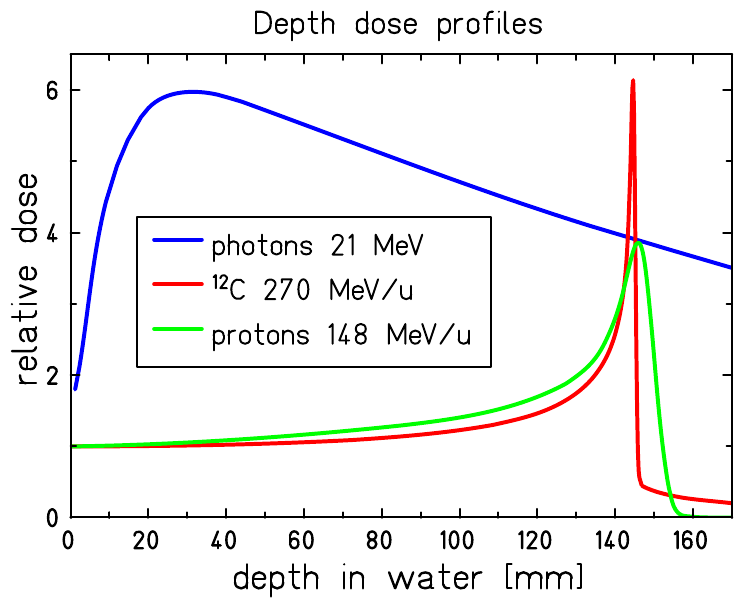 Depth dose profiles
6
4
2
0
relative dose
photons 21 MeV
¹²C 270 MeV/u
protons 148 MeV/u
0 20 40 60 80 100 120 140 160
depth in water [mm]